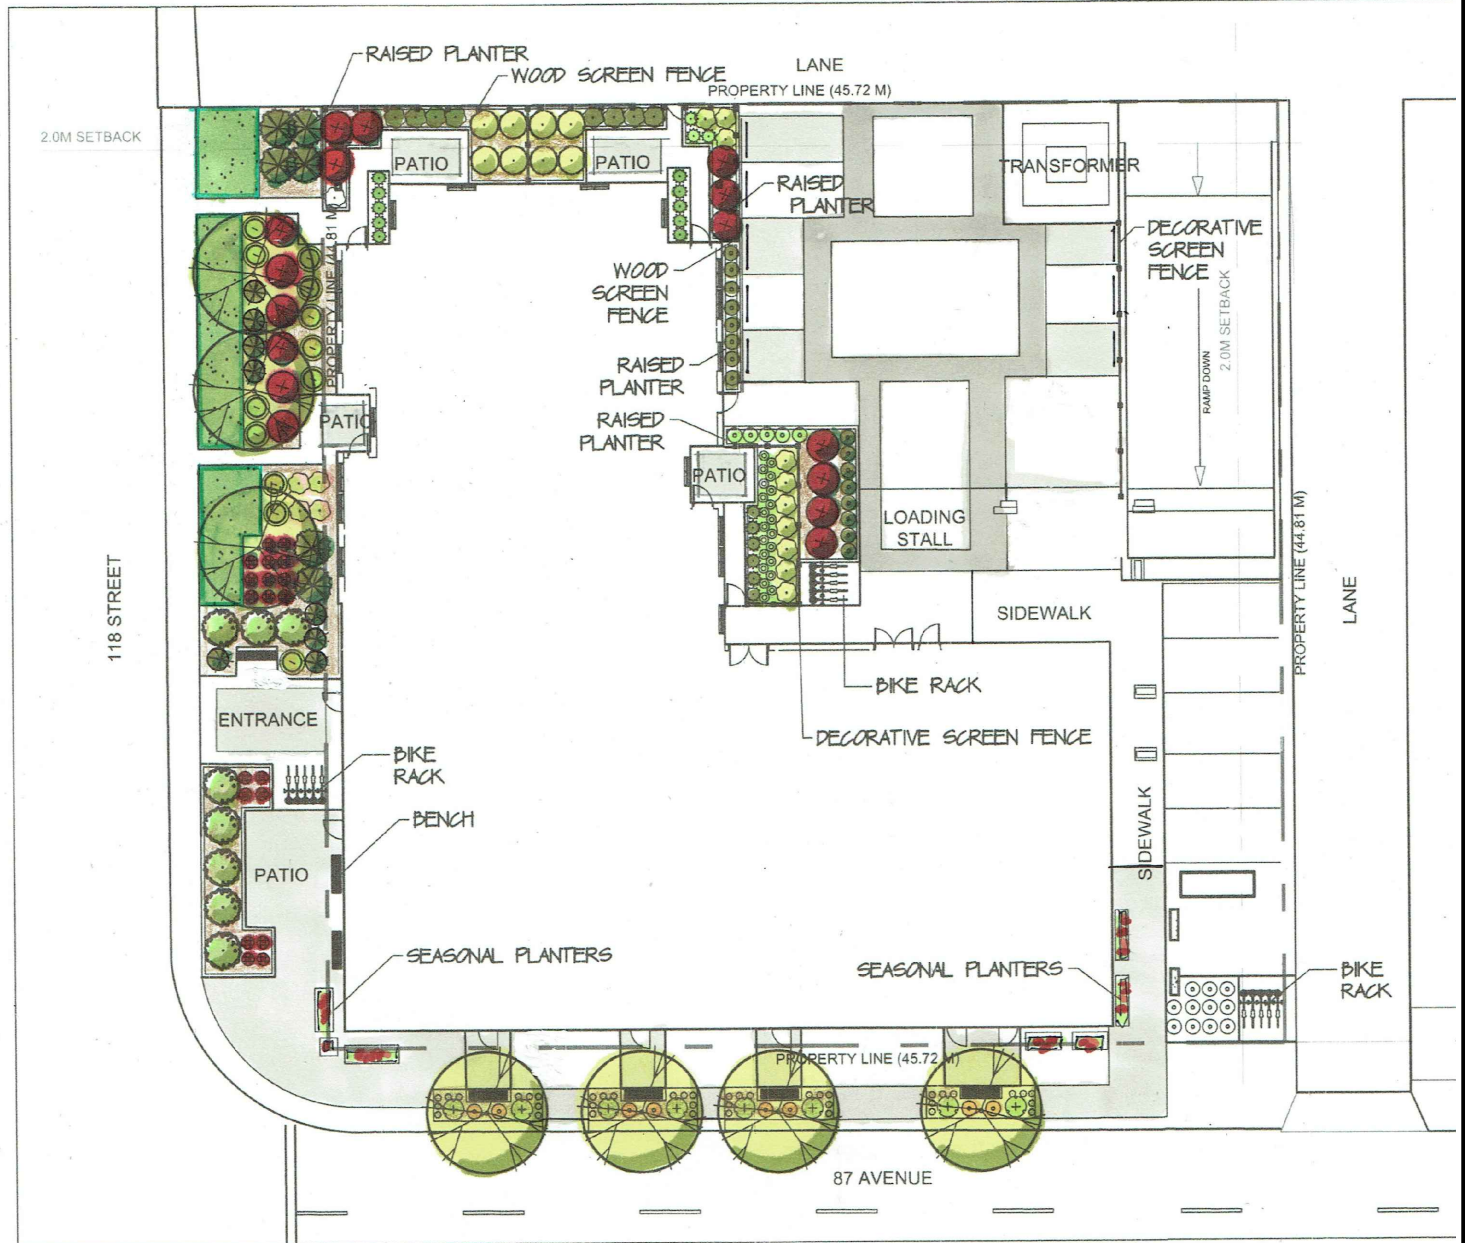 RAISED PLANTER
WOOD SCREEN FENCE
LANE
PROPERTY LINE (45.72 M)
2.0M SETBACK
PATIO
PATIO
TRANSFORMER
RAISED
PLANTER
DECORATIVE
SCREEN
FENCE
PROPERTY LINE (44.81 M)
WOOD
SCREEN
FENCE
2.0M SETBACK
RAMP DOWN
RAISED
PLANTER
PATIO
RAISED
PLANTER
PATIO
LOADING
STALL
PROPERTY LINE (44.81 M)
118 STREET
SIDEWALK
LANE
BIKE RACK
ENTRANCE
DECORATIVE SCREEN FENCE
BIKE
RACK
BENCH
SIDEWALK
PATIO
SEASONAL PLANTERS
SEASONAL PLANTERS
BIKE
RACK
PROPERTY LINE (45.72 M)
87 AVENUE